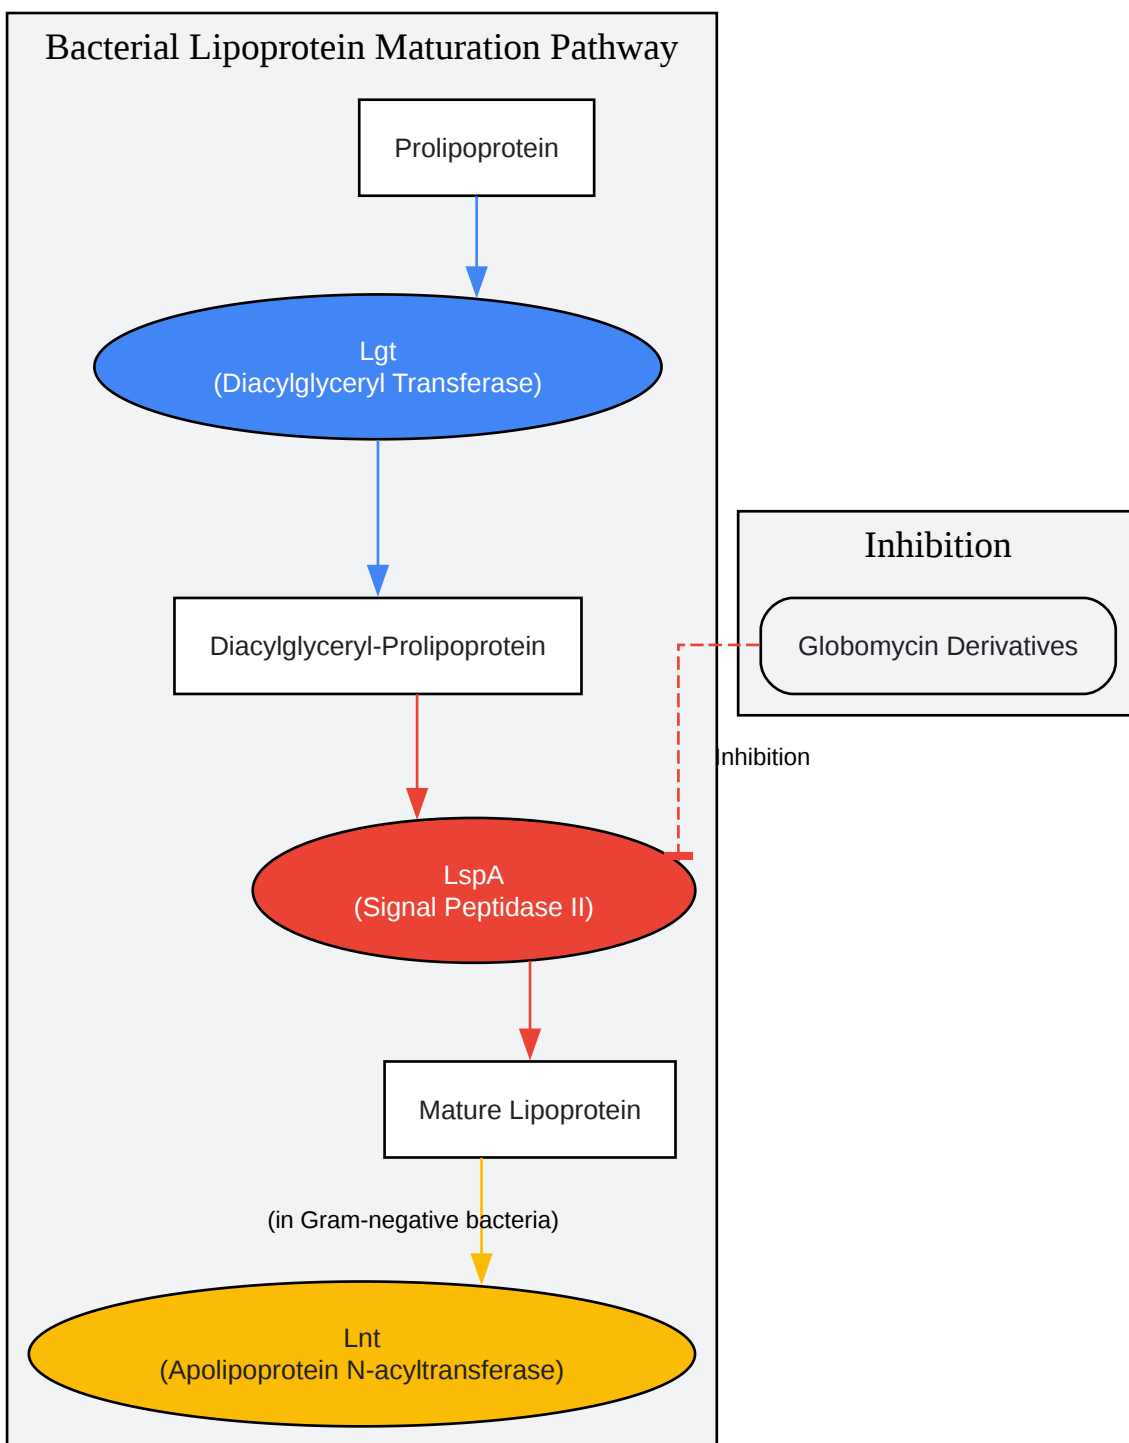 Bacterial Lipoprotein Maturation Pathway
Prolipoprotein
Lgt
(Diacylglyceryl Transferase)
Inhibition
Diacylglyceryl-Prolipoprotein
Globomycin Derivatives
Inhibition
LspA
(Signal Peptidase II)
Mature Lipoprotein
(in Gram-negative bacteria)
Lnt
(Apolipoprotein N-acyltransferase)